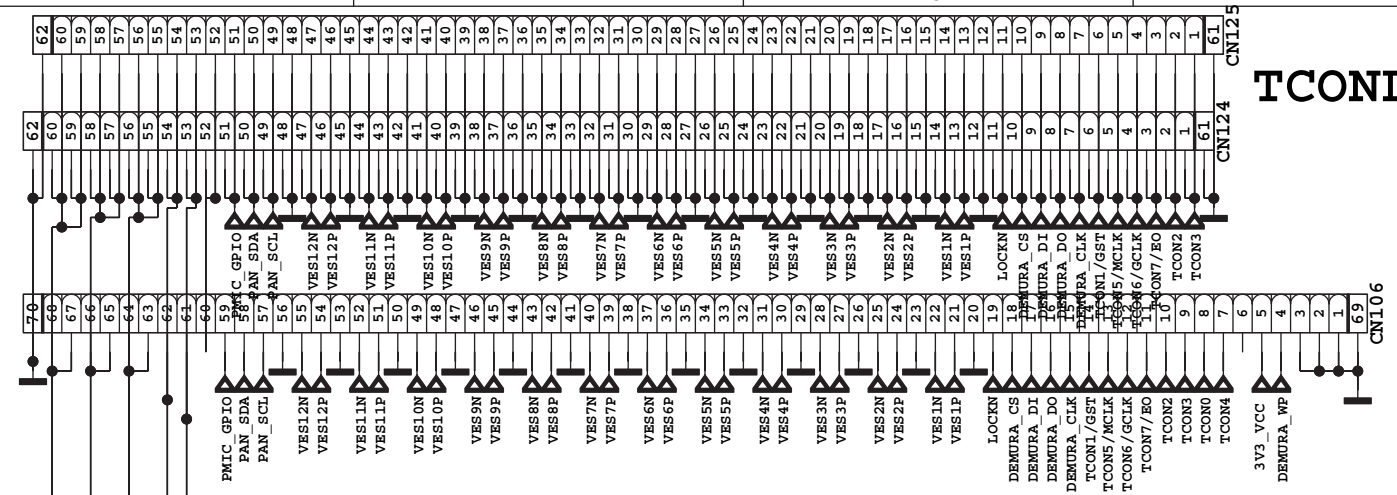 62 60 59 58 57 56 55 54 53 52 51 50 49 48 47 46 45 44 43 42 41 40 39 38 37 36 35 34 33 32 31 30 29 28 27 26 25 24 23 22 21 20 19 18 17 16 15 14 13 12 11 10 9 8 7 6 5 4 3 2 1 61
CN125
TCONI
62 60 59 58 57 56 55 54 53 52 51 50 49 48 47 46 45 44 43 42 41 40 39 38 37 36 35 34 33 32 31 30 29 28 27 26 25 24 23 22 21 20 19 18 17 16 15 14 13 12 11 10 9 8 7 6 5 4 3 2 1 61
CN124
PMIC_GPIO
PAN_SDA
PAN_SCL
VES12N
VES12P
VES11N
VES11P
VES10N
VES10P
VES9N
VES9P
VES8N
VES8P
VES7N
VES7P
VES6N
VES6P
VES5N
VES5P
VES4N
VES4P
VES3N
VES3P
VES2N
VES2P
VES1N
VES1P
LOCKN
DEMURA_CS
DEMURA_DI
DEMURA_DO
DEMURA_CLK
TCON1/GST
TCON5/MCLK
TCON6/GCLK
TCON7/EO
TCON2
TCON3
70 68 67 66 65 64 63 62 61 60 59 58 57 56 55 54 53 52 51 50 49 48 47 46 45 44 43 42 41 40 39 38 37 36 35 34 33 32 31 30 29 28 27 26 25 24 23 22 21 20 19 18 17 16 15 14 13 12 11 10 9 8 7 6 5 4 3 2 1 69
CN106
PMIC_GPIO
PAN_SDA
PAN_SCL
VES12N
VES12P
VES11N
VES11P
VES10N
VES10P
VES9N
VES9P
VES8N
VES8P
VES7N
VES7P
VES6N
VES6P
VES5N
VES5P
VES4N
VES4P
VES3N
VES3P
VES2N
VES2P
VES1N
VES1P
LOCKN
DEMURA_CS
DEMURA_DI
DEMURA_DO
DEMURA_CLK
TCON1/GST
TCON5/MCLK
TCON6/GCLK
TCON7/EO
TCON2
TCON3
TCON0
TCON4
3V3_VCC
DEMURA_WP